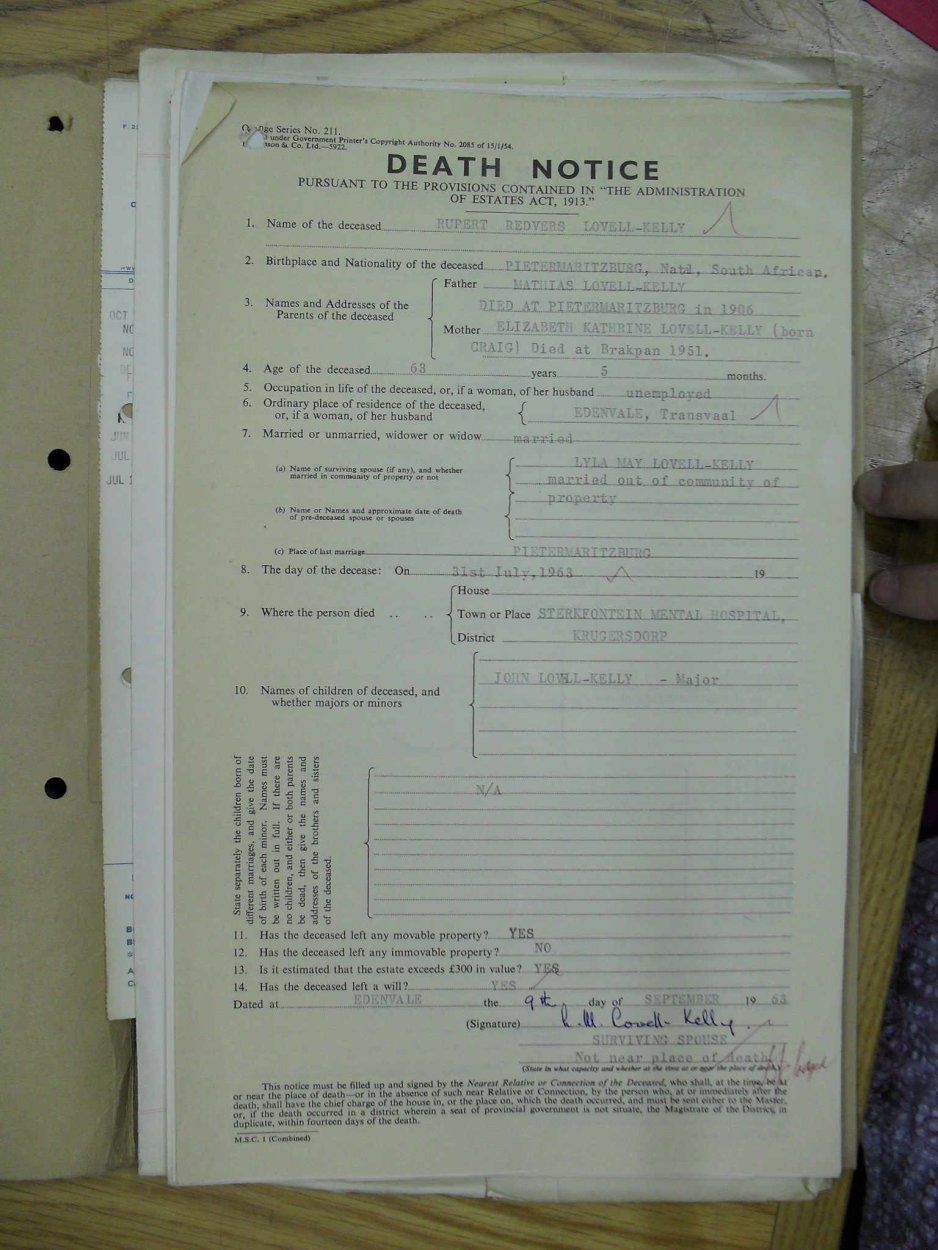 nge Series No. 211.
under Government Printer's Copyright Authority No. 2085 of 15/1/54.
son & Co. Ltd.—5922.
DEATH NOTICE
PURSUANT TO THE PROVISIONS CONTAINED IN “THE ADMINISTRATION
OF ESTATES ACT, 1913.”
1. Name of the deceased RUPERT REDVERS LOVELL-KELLY
2. Birthplace and Nationality of the deceased PIETERMARITZBURG, Natal, South African.
3. Names and Addresses of the Parents of the deceased
Father MATHIAS LOVELL-KELLY
DIED AT PIETERMARITZBURG in 1906
Mother ELIZABETH KATHRINE LOVELL-KELLY (born
CRAIG) Died at Brakpan 1951.
4. Age of the deceased 63 years 5 months.
5. Occupation in life of the deceased, or, if a woman, of her husband unemployed
6. Ordinary place of residence of the deceased,
or, if a woman, of her husband EDENVALE, Transvaal
7. Married or unmarried, widower or widow married
(a) Name of surviving spouse (if any), and whether
married in community of property or not
LYLA MAY LOVELL-KELLY
married out of community of
property
(b) Name or Names and approximate date of death
of pre-deceased spouse or spouses
(c) Place of last marriage PIETERMARITZBURG
8. The day of the decease: On 31st July, 1963 19
9. Where the person died .. ..
House
Town or Place STERKFONTEIN MENTAL HOSPITAL,
District KRUGERSDORP
10. Names of children of deceased, and
whether majors or minors
JOHN LOVELL-KELLY - Major
State separately the children born of
different marriages, and give the date
of birth of each minor. Names must
be written out in full. If there are
no children, and either or both parents
be dead, then give the names and
addresses of the brothers and sisters
of the deceased.
N/A
11. Has the deceased left any movable property? YES
12. Has the deceased left any immovable property? NO
13. Is it estimated that the estate exceeds £300 in value? YES
14. Has the deceased left a will? YES
Dated at EDENVALE the 9th day of SEPTEMBER 19 63
(Signature) L.M. Lovell-Kelly.
SURVIVING SPOUSE
Not near place of death
(State in what capacity and whether at the time at or near the place of death.)
This notice must be filled up and signed by the Nearest Relative or Connection of the Deceased, who shall, at the time, be at
or near the place of death—or in the absence of such near Relative or Connection, by the person who, at or immediately after the
death, shall have the chief charge of the house in, or the place on, which the death occurred, and must be sent either to the Master,
or, if the death occurred in a district wherein a seat of provincial government is not situate, the Magistrate of the District, in
duplicate, within fourteen days of the death.
M.S.C. 1 (Combined)